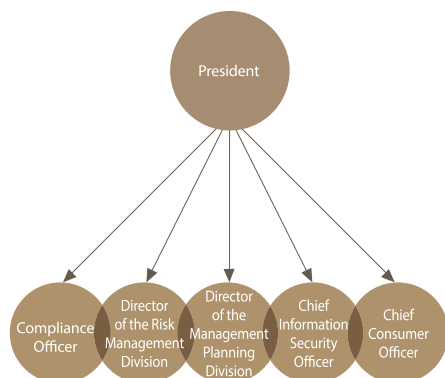 President
Compliance
Officer
Director
of the Risk
Management
Division
Director
of the
Management
Planning
Division
Chief
Information
Security
Officer
Chief
Consumer
Officer